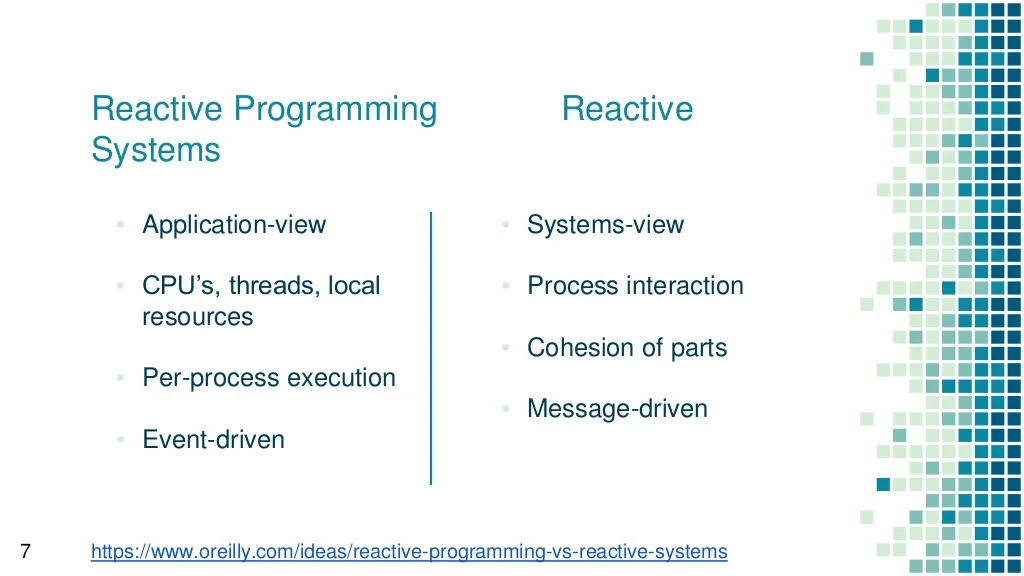 Reactive Programming Reactive
Systems
▪ Application-view
▪ CPU’s, threads, local
resources
▪ Per-process execution
▪ Event-driven
▪ Systems-view
▪ Process interaction
▪ Cohesion of parts
▪ Message-driven
7 https://www.oreilly.com/ideas/reactive-programming-vs-reactive-systems